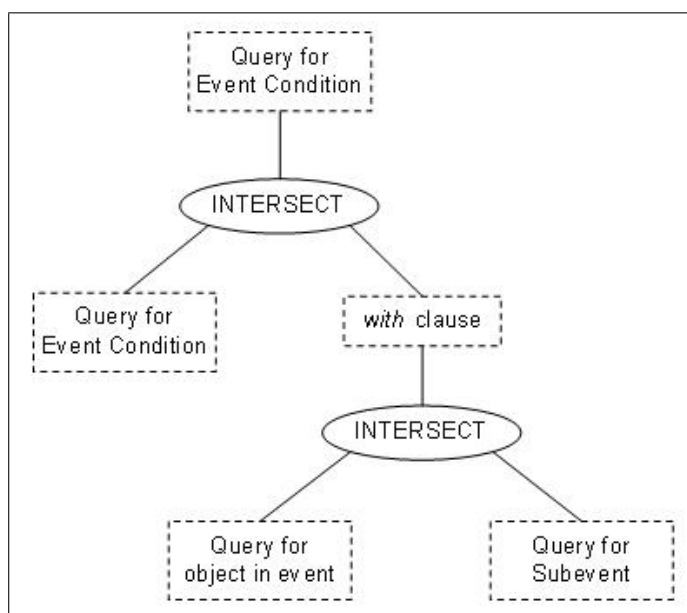 Query for
Event Condition
INTERSECT
Query for
Event Condition
with clause
INTERSECT
Query for
object in event
Query for
Subevent